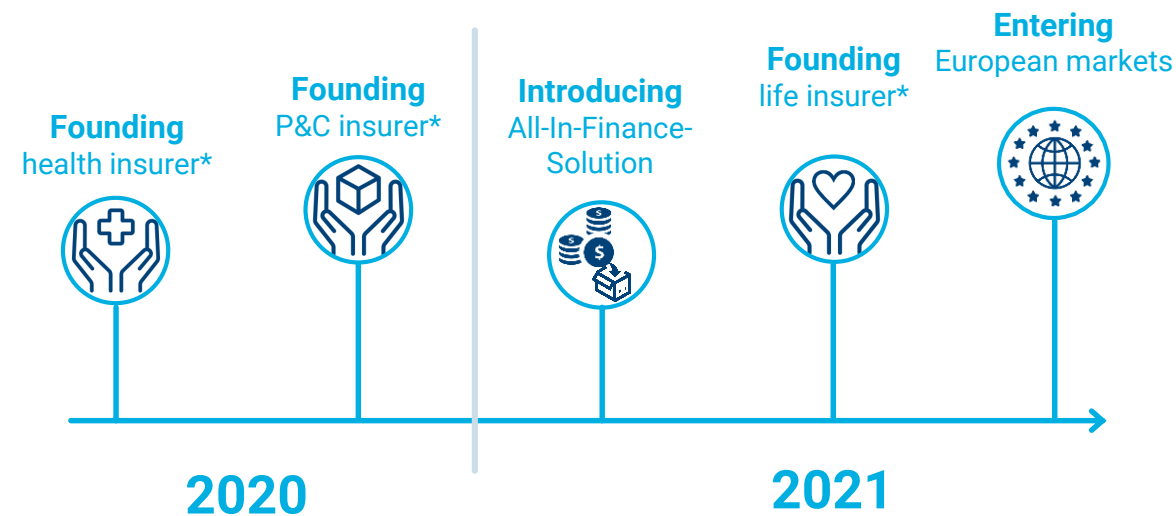 Founding
health insurer*
Founding
P&C insurer*
Introducing
All-In-Finance-
Solution
Founding
life insurer*
Entering
European markets
2020
2021